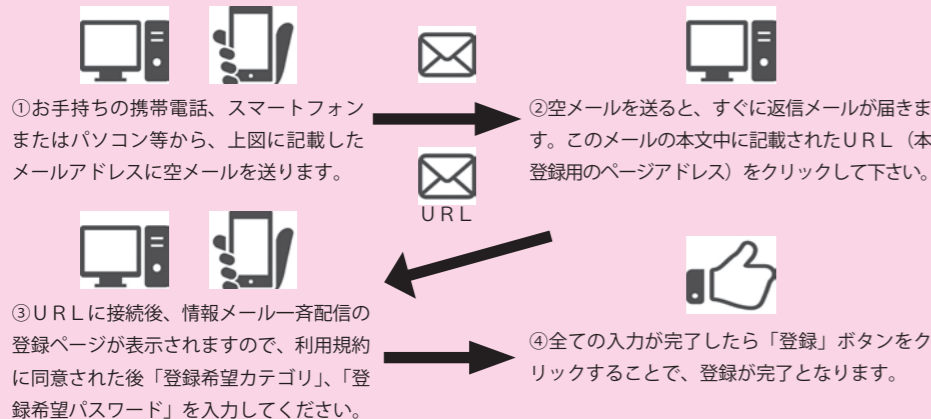 ①お手持ちの携帯電話、スマートフォン
またはパソコン等から、上図に記載した
メールアドレスに空メールを送ります。
②空メールを送ると、すぐに返信メールが届きま
す。このメールの本文中に記載されたＵＲＬ（本
登録用のページアドレス）をクリックして下さい。
ＵＲＬ
③ＵＲＬに接続後、情報メール一斉配信の
登録ページが表示されますので、利用規約
に同意された後「登録希望カテゴリ」、「登
録希望パスワード」を入力してください。
④全ての入力が完了したら「登録」ボタンをク
リックすることで、登録が完了となります。